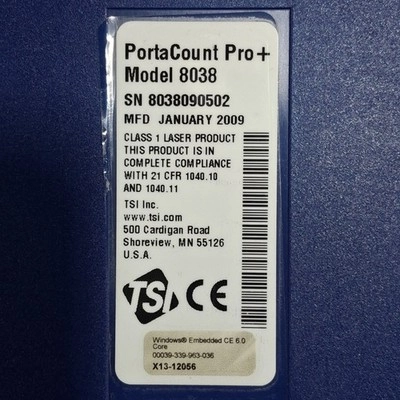 PortaCount Pro+
Model 8038
SN 8038090502
MFD JANUARY 2009
CLASS 1 LASER PRODUCT
THIS PRODUCT IS IN
COMPLETE COMPLIANCE
WITH 21 CFR 1040.10
AND 1040.11
TSI Inc.
www.tsi.com
500 Cardigan Road
Shoreview, MN 55126
U.S.A.
TSI CE
Windows® Embedded CE 6.0
Core
00039-339-963-036
X13-12056